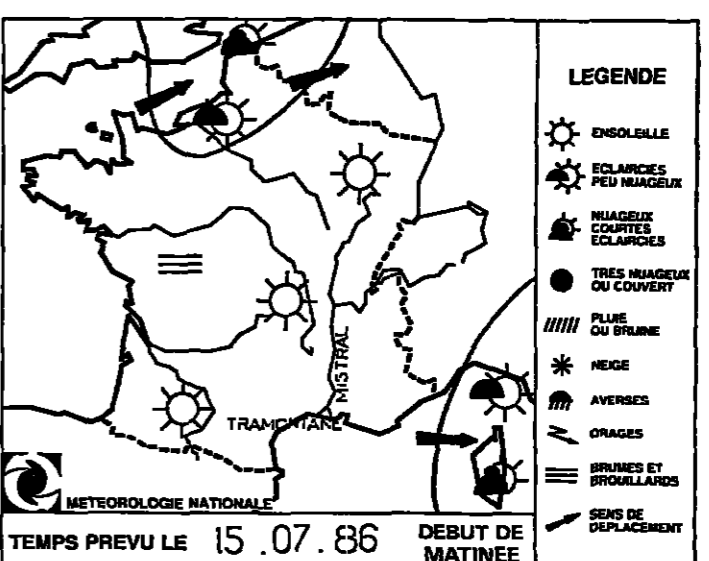 MISTRAL
TRAMONTANE
METEOROLOGIE NATIONALE
TEMPS PREVU LE 15.07.86 DEBUT DE
MATINEE
LEGENDE
ENSOLEILLE
ECLAIRCIES
PEU NUAGEUX
NUAGEUX
COURTES
ECLAIRCIES
TRES NUAGEUX
OU COUVERT
PLUIE
OU BRUINE
NEIGE
AVERSES
ORAGES
BRUMES ET
BROUILLARDS
SENS DE
DEPLACEMENT